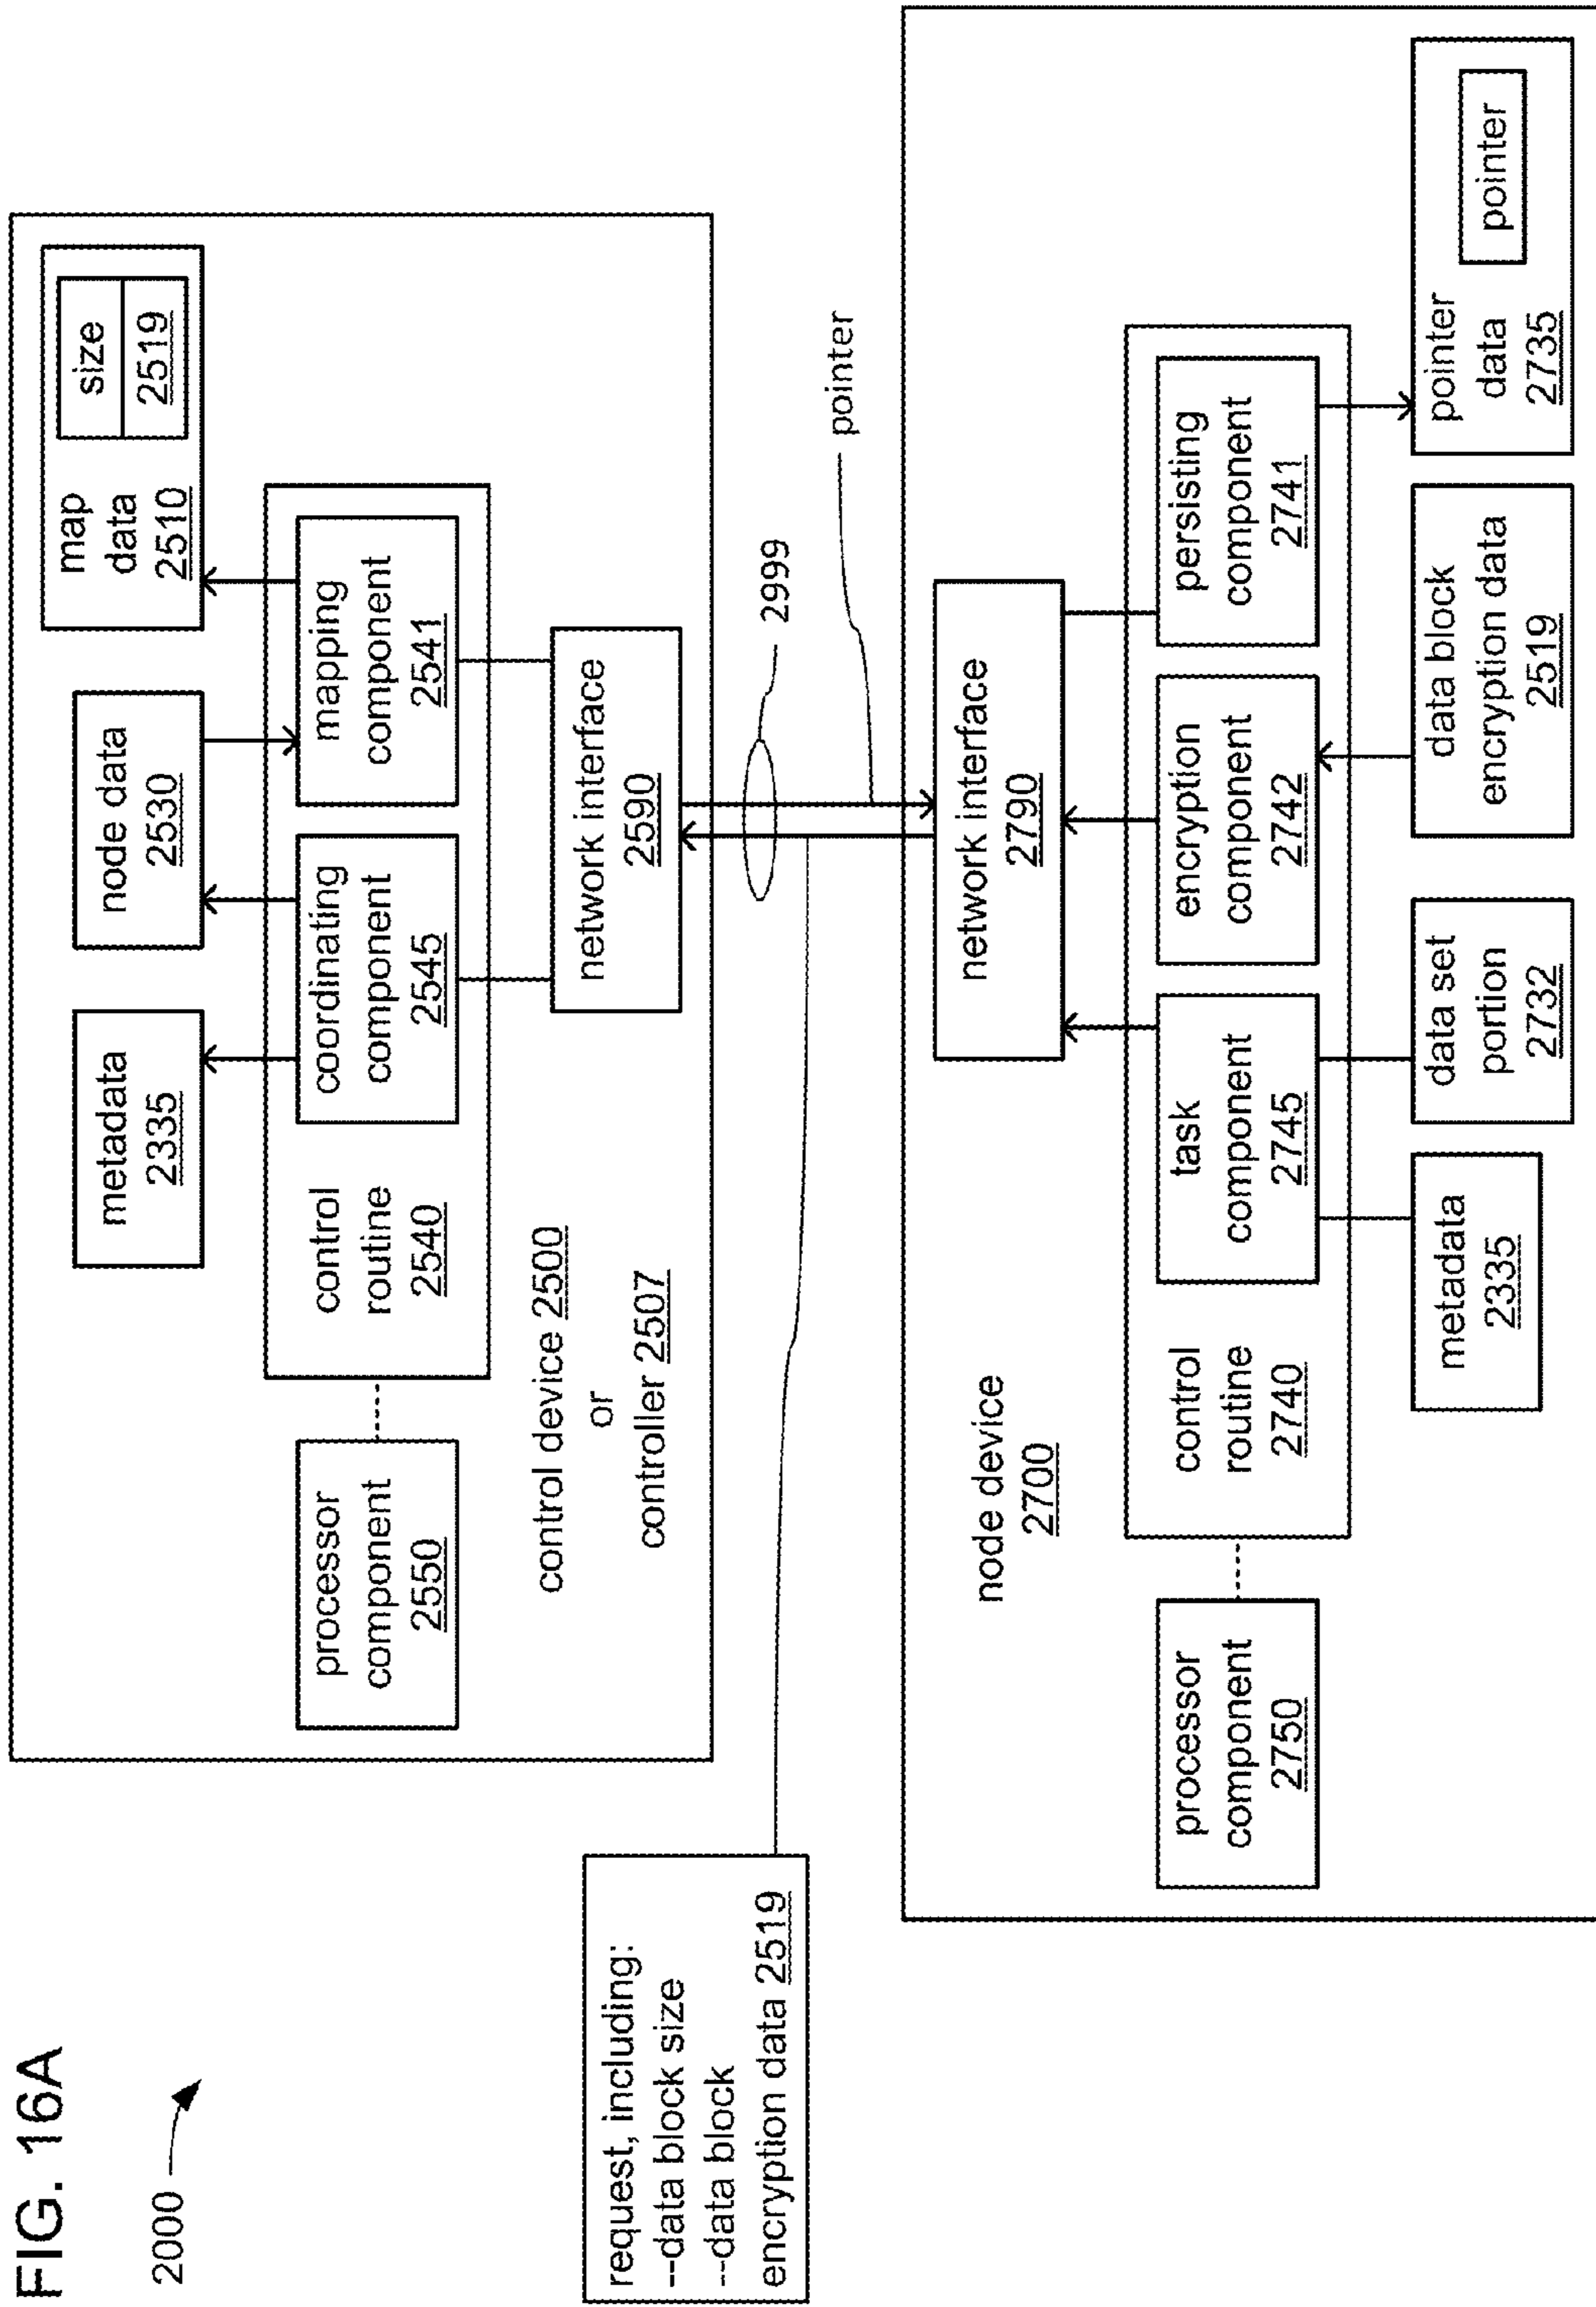 FIG. 16A
2000
metadata
2335
node data
2530
map
data
2510
size
2519
processor
component
2550
control
routine
2540
coordinating
component
2545
mapping
component
2541
control device 2500
or
controller 2507
network interface
2590
request, including:
--data block size
--data block
encryption data 2519
2999
pointer
node device
2700
network interface
2790
processor
component
2750
control
routine
2740
task
component
2745
encryption
component
2742
persisting
component
2741
metadata
2335
data set
portion
2732
data block
encryption data
2519
pointer
data
2735
pointer